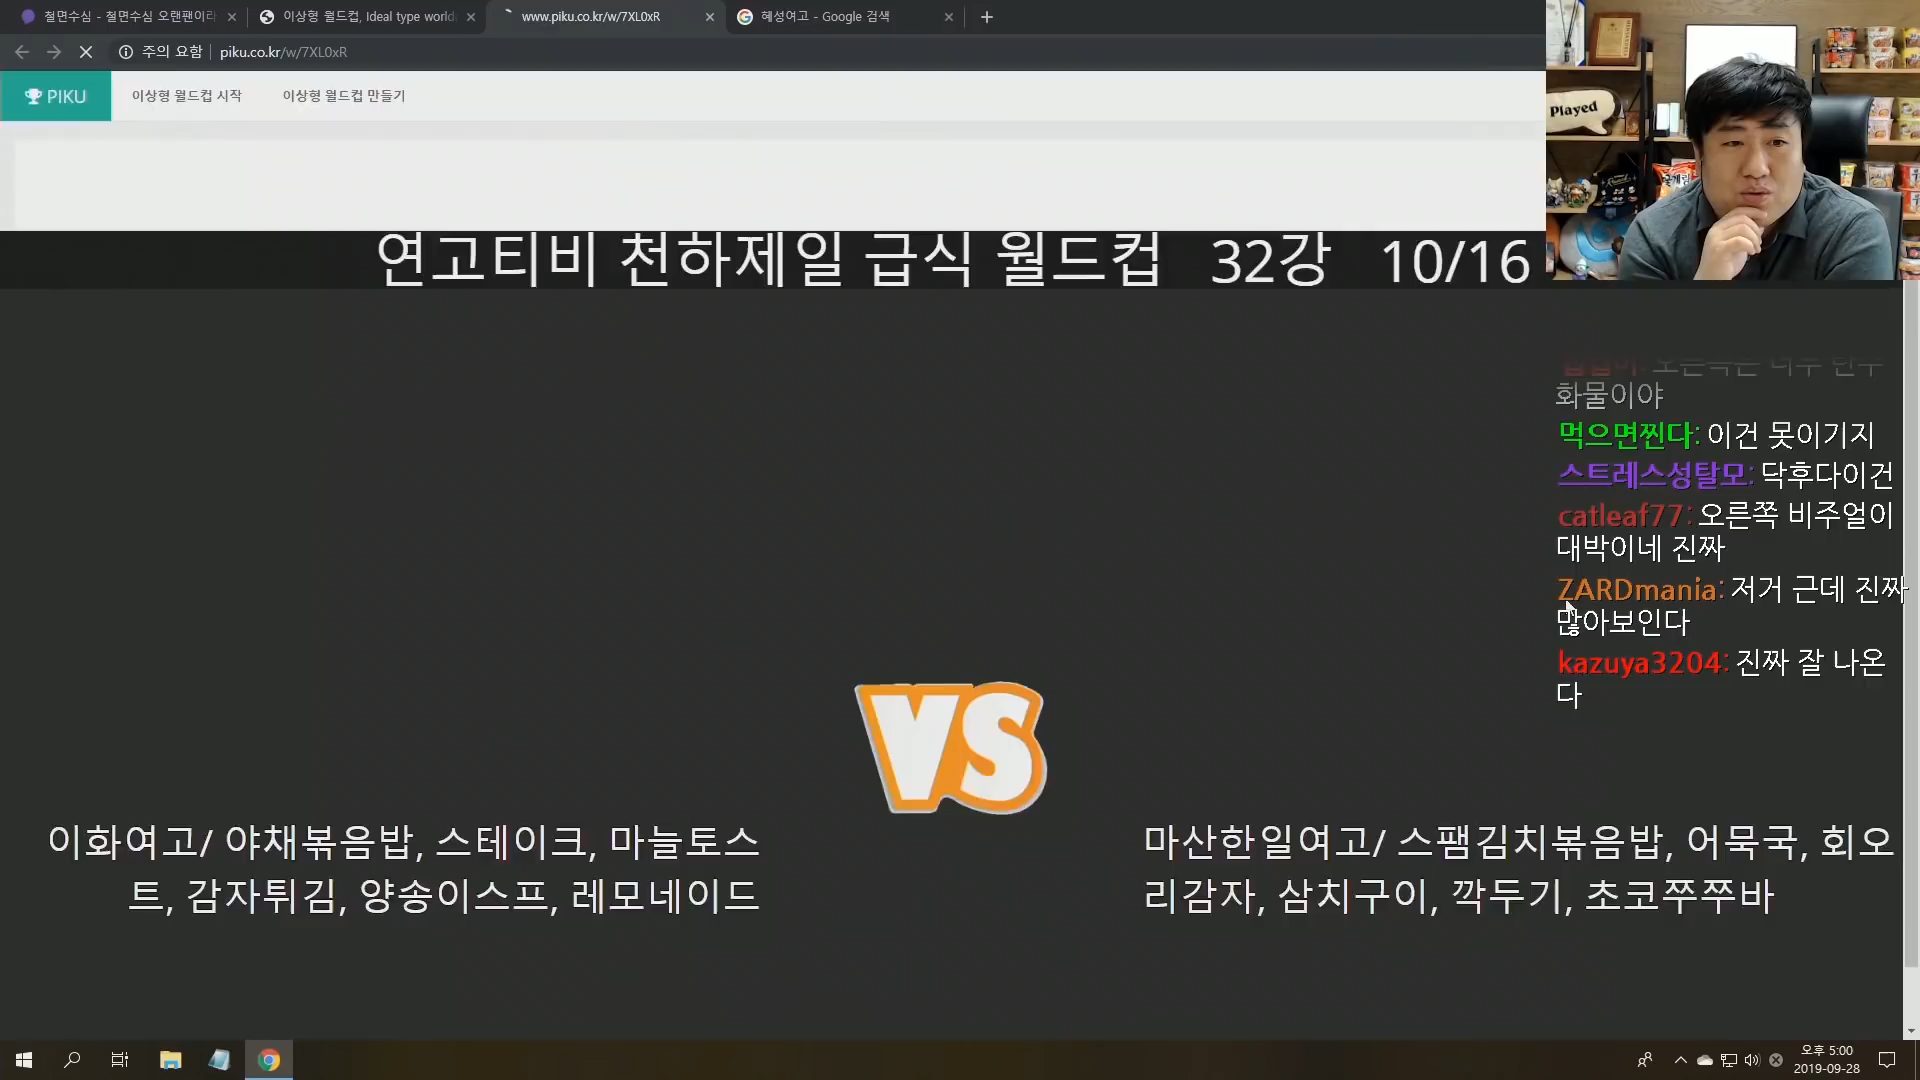 철면수심 - 철면수심 오랜팬이라
이상형 월드컵, Ideal type world
www.piku.co.kr/w/7XL0xR
혜성여고 - Google 검색
주의 요함
piku.co.kr/w/7XL0xR
PIKU
이상형 월드컵 시작
이상형 월드컵 만들기
Played
연고티비 천하제일 급식 월드컵 32강 10/16
화물이야
먹으면찐다: 이건 못이기지
스트레스성탈모: 닥후다이건
catleaf77: 오른쪽 비주얼이
대박이네 진짜
ZARDmania: 저거 근데 진짜
많아보인다
kazuya3204: 진짜 잘 나온
다
VS
이화여고/ 야채볶음밥, 스테이크, 마늘토스
트, 감자튀김, 양송이스프, 레모네이드
마산한일여고/ 스팸김치볶음밥, 어묵국, 회오
리감자, 삼치구이, 깍두기, 초코쭈쭈바
오후 5:00
2019-09-28